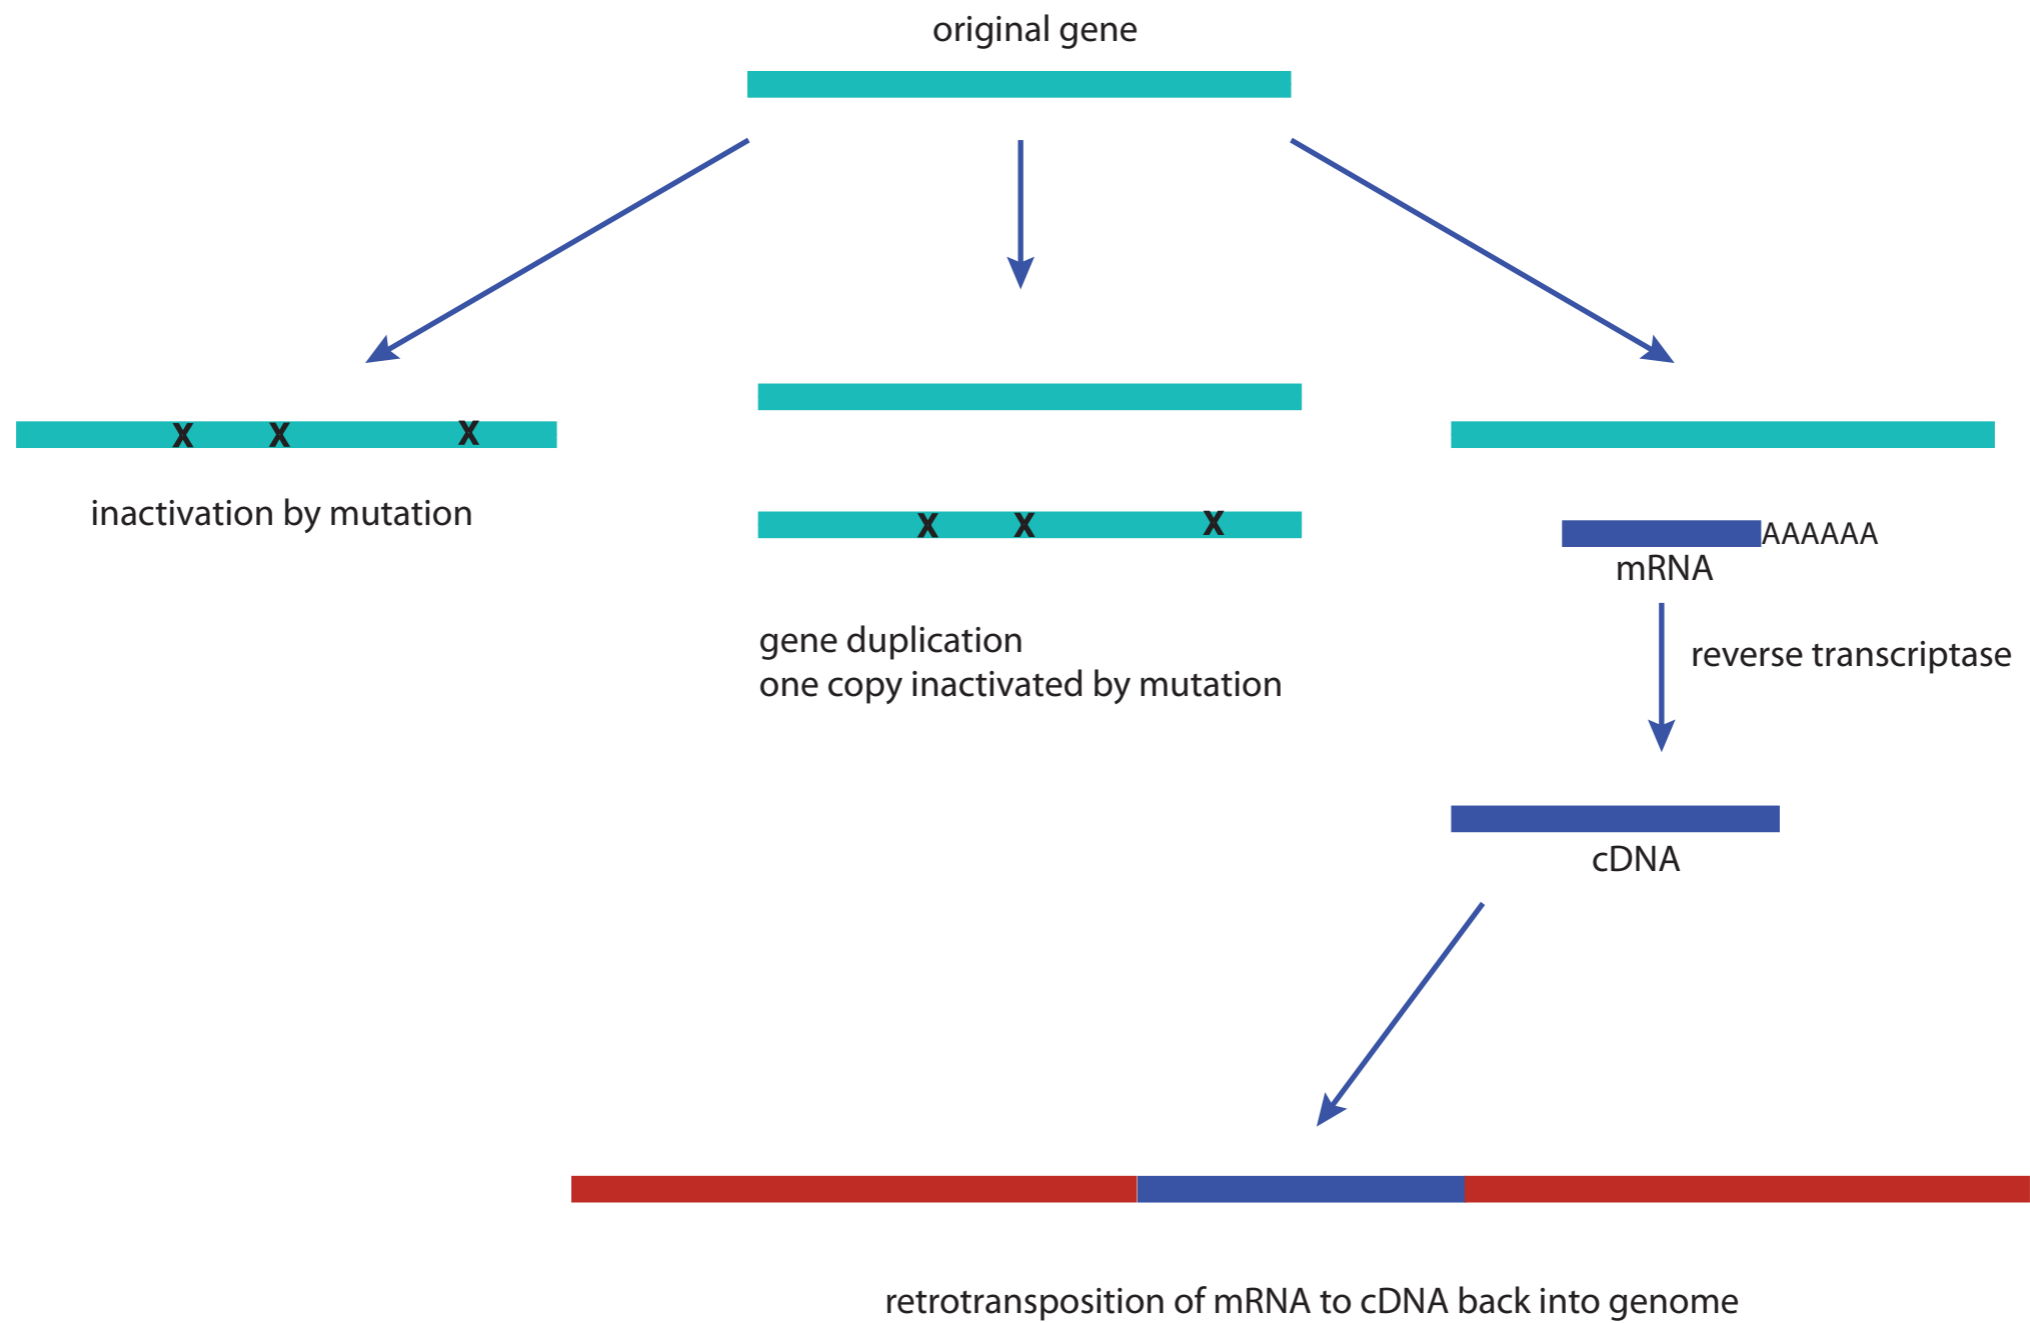 original gene
X X X
inactivation by mutation
X X X
gene duplication
one copy inactivated by mutation
AAAAAA
mRNA
reverse transcriptase
cDNA
retrotransposition of mRNA to cDNA back into genome